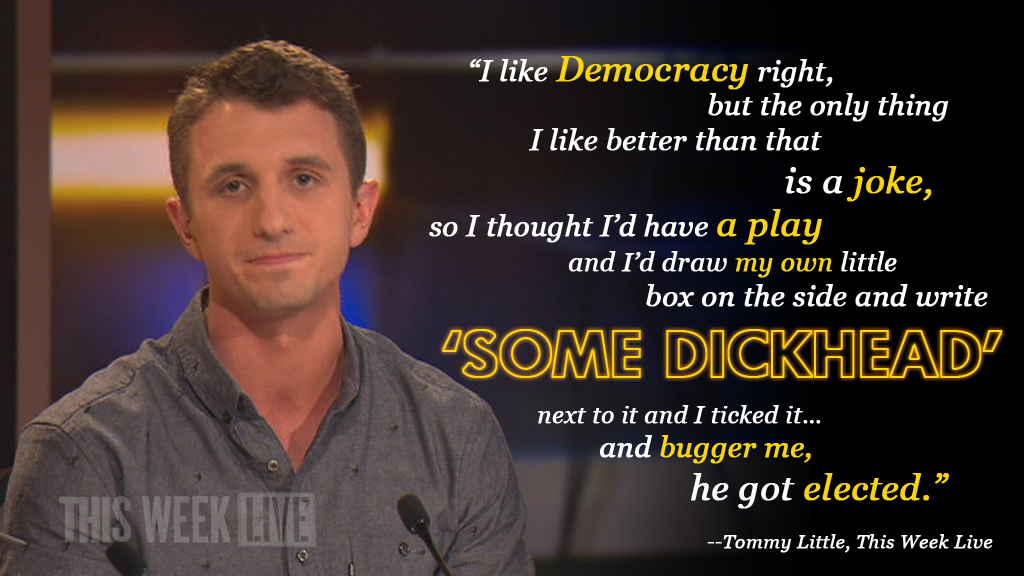 “I like Democracy right,
but the only thing
I like better than that
is a joke,
so I thought I’d have a play
and I’d draw my own little
box on the side and write
‘SOME DICKHEAD’
next to it and I ticked it...
and bugger me,
he got elected.”
--Tommy Little, This Week Live
THIS WEEK LIVE